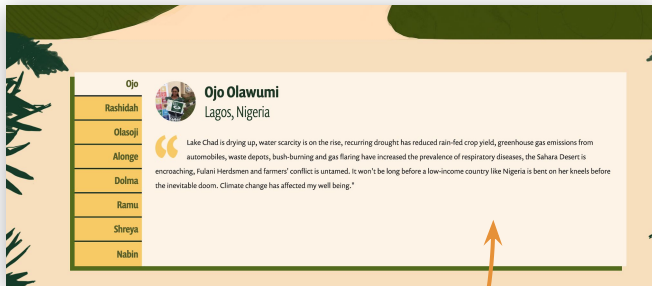 Ojo
Rashidah
Olasoji
Alonge
Dolma
Ramu
Shreya
Nabin
Ojo Olawumi
Lagos, Nigeria
“ Lake Chad is drying up, water scarcity is on the rise, recurring drought has reduced rain-fed crop yield, greenhouse gas emissions from
automobiles, waste depots, bush-burning and gas flaring have increased the prevalence of respiratory diseases, the Sahara Desert is
encroaching, Fulani Herdsmen and farmers' conflict is untamed. It won't be long before a low-income country like Nigeria is bent on her knees before
the inevitable doom. Climate change has affected my well being."